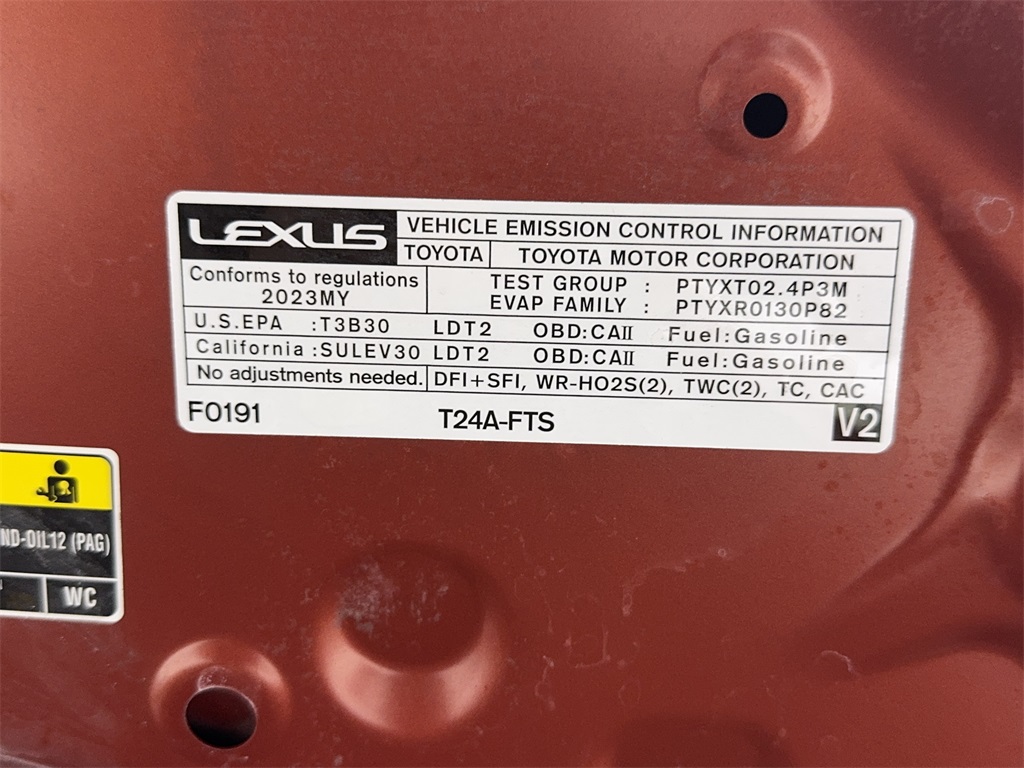 LEXUS
VEHICLE EMISSION CONTROL INFORMATION
TOYOTA TOYOTA MOTOR CORPORATION
Conforms to regulations
2023MY
TEST GROUP : PTYXT02.4P3M
EVAP FAMILY : PTYXR0130P82
U.S.EPA :T3B30 LDT2 OBD:CAII Fuel:Gasoline
California :SULEV30 LDT2 OBD:CAII Fuel:Gasoline
No adjustments needed. DFI+SFI, WR-HO2S(2), TWC(2), TC, CAC
F0191 T24A-FTS V2
ND-OIL12 (PAG)
WC